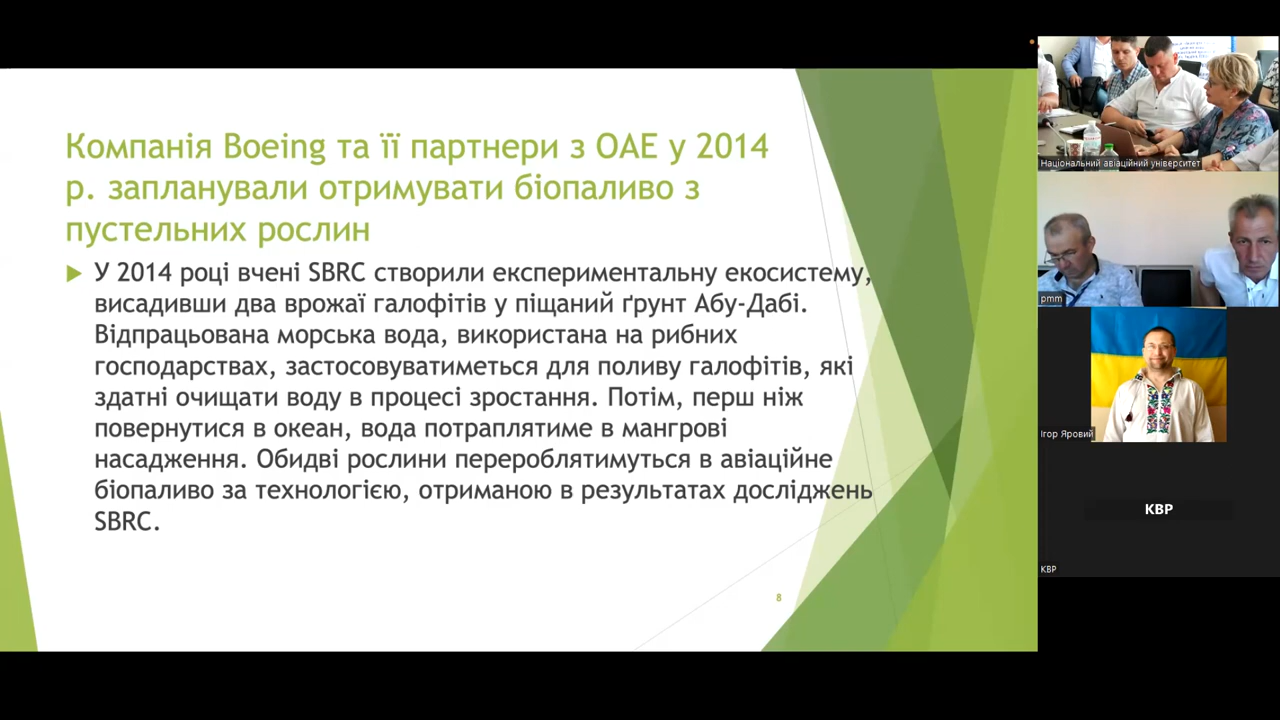 Компанія Boeing та її партнери з ОАЕ у 2014
р. запланували отримувати біопаливо з
пустельних рослин
У 2014 році вчені SBRC створили експериментальну екосистему,
висадивши два врожаї галофітів у піщаний ґрунт Абу-Дабі.
Відпрацьована морська вода, використана на рибних
господарствах, застосовуватиметься для поливу галофітів, які
здатні очищати воду в процесі зростання. Потім, перш ніж
повернутися в океан, вода потраплятиме в мангрові
насадження. Обидві рослини перероблятимуться в авіаційне
біопаливо за технологією, отриманою в результатах досліджень
SBRC.
8
Національний авіаційний університет
pmm
Ігор Яровий
КВР
КВР